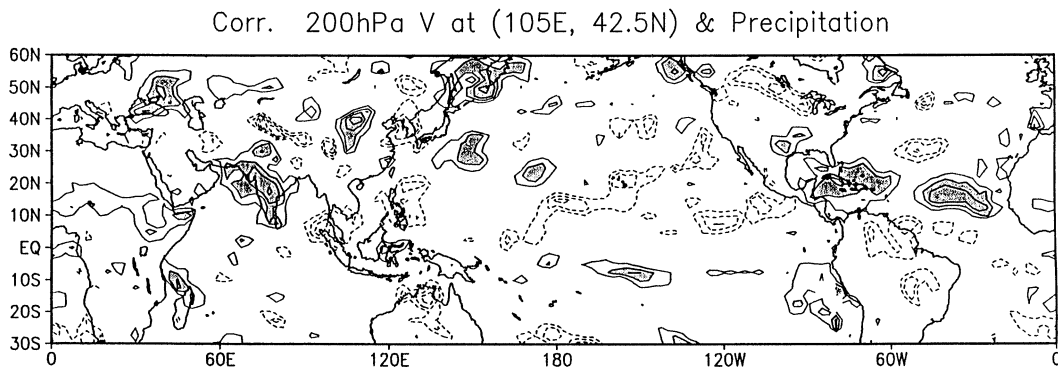 Corr. 200hPa V at (105E, 42.5N) & Precipitation
60N
50N
40N
30N
20N
10N
EQ
10S
20S
30S
0 60E 120E 180 120W 60W 0